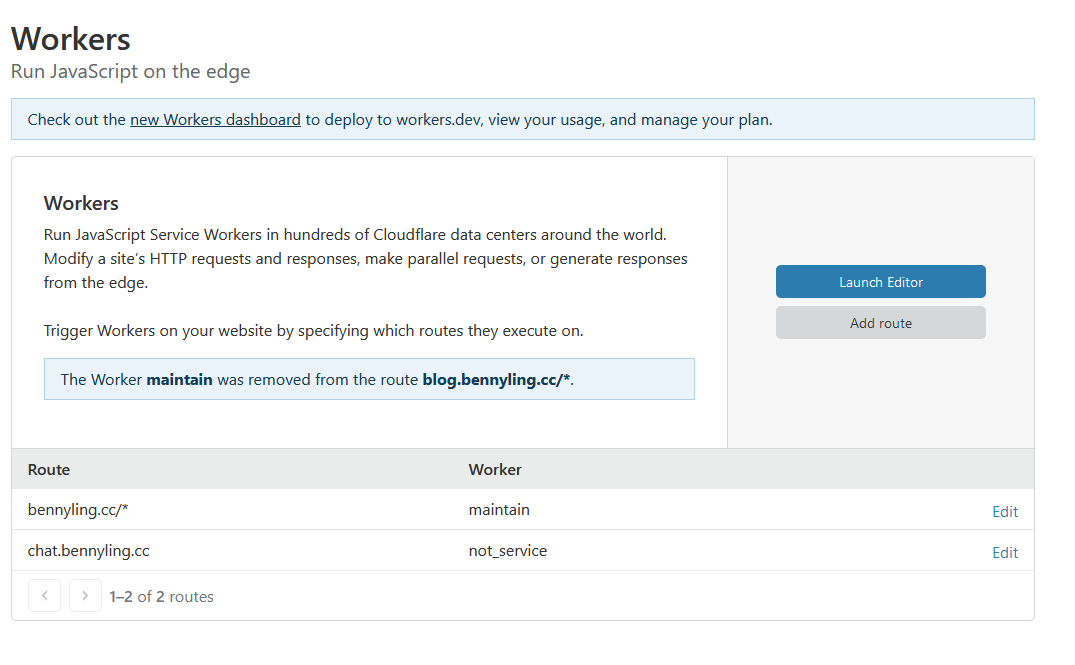 Workers
Run JavaScript on the edge
Check out the new Workers dashboard to deploy to workers.dev, view your usage, and manage your plan.
Workers
Run JavaScript Service Workers in hundreds of Cloudflare data centers around the world.
Modify a site's HTTP requests and responses, make parallel requests, or generate responses
from the edge.
Trigger Workers on your website by specifying which routes they execute on.
The Worker maintain was removed from the route blog.bennyling.cc/*.
Launch Editor
Add route
Route Worker
bennyling.cc/* maintain Edit
chat.bennyling.cc not_service Edit
1–2 of 2 routes